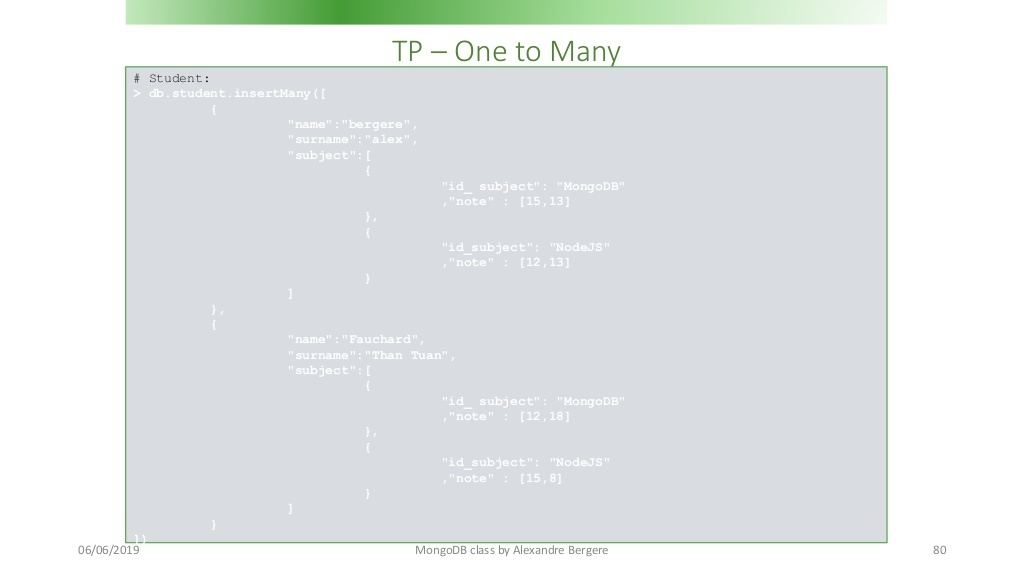 TP – One to Many
# Student:
> db.student.insertMany([
{
"name":"bergere",
"surname":"alex",
"subject":[
{
"id_ subject": "MongoDB"
,"note" : [15,13]
},
{
"id_subject": "NodeJS"
,"note" : [12,13]
}
]
},
{
"name":"Fauchard",
"surname":"Than Tuan",
"subject":[
{
"id_ subject": "MongoDB"
,"note" : [12,18]
},
{
"id_subject": "NodeJS"
,"note" : [15,8]
}
]
}
])
06/06/2019
MongoDB class by Alexandre Bergere
80